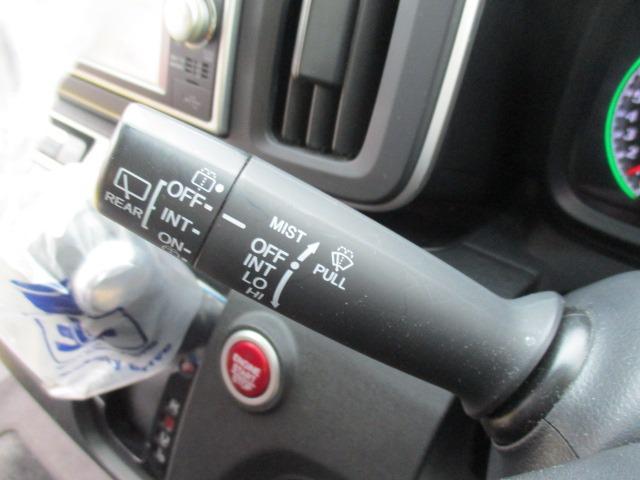 REAR
OFF
INT
ON
MIST
OFF
INT
LO
HI
PULL
ENGINE
START
STOP